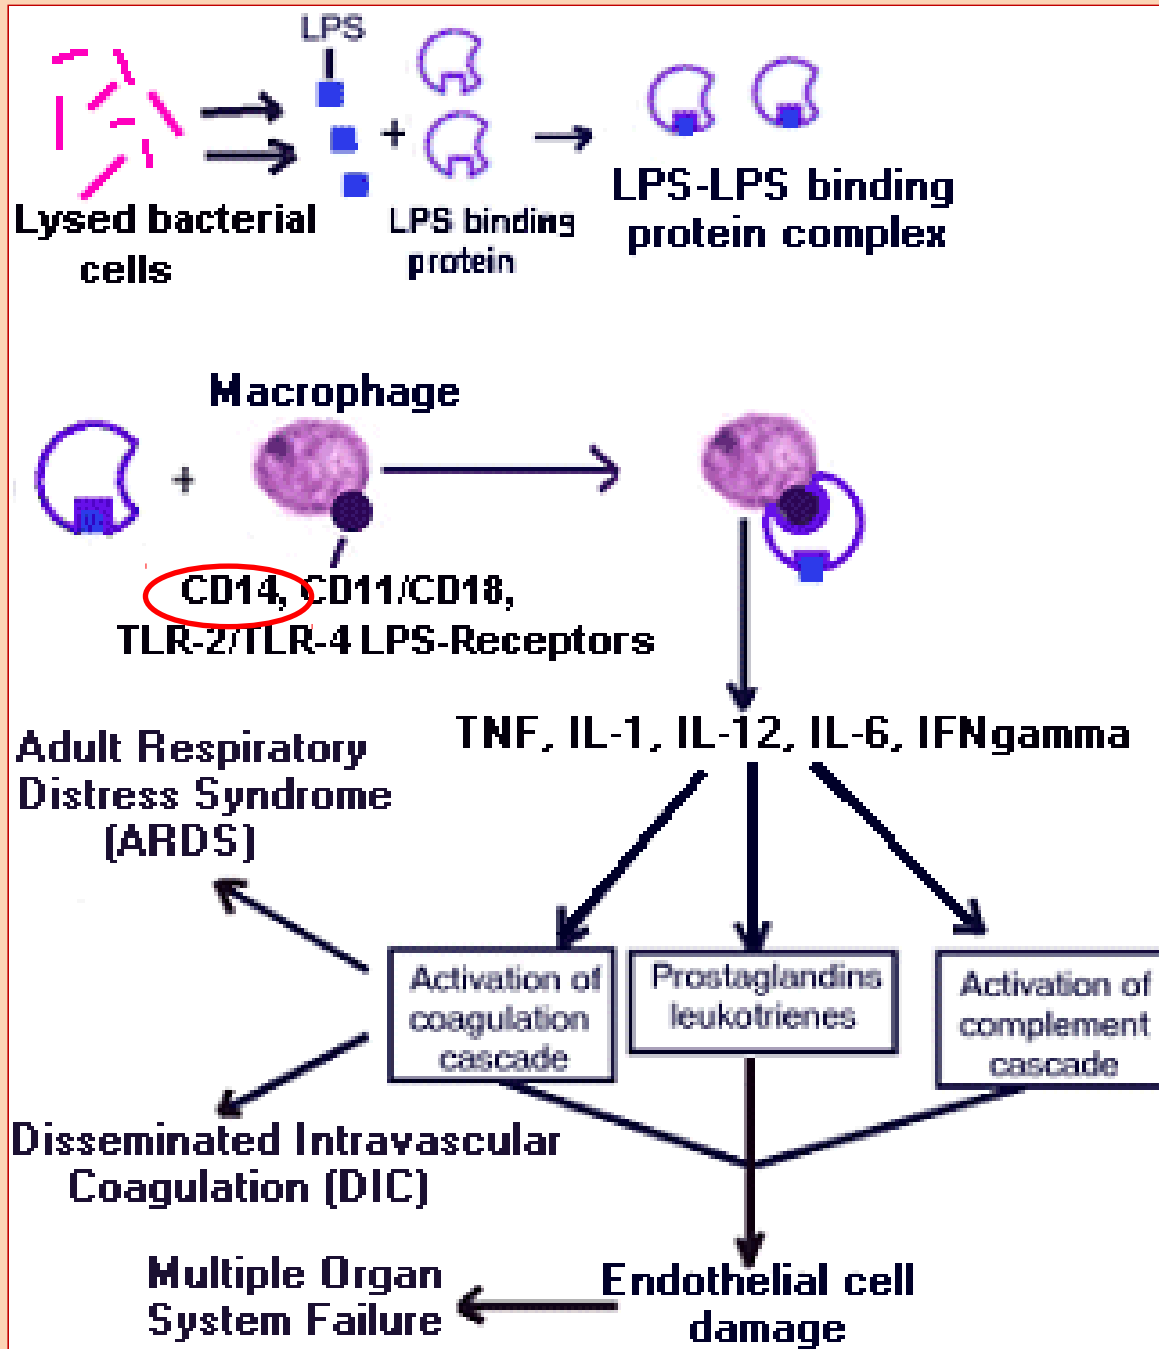 LPS
Lysed bacterial
cells
+
LPS binding
protein
LPS-LPS binding
protein complex
Macrophage
+
CD14, CD11/CD18,
TLR-2/TLR-4 LPS-Receptors
TNF, IL-1, IL-12, IL-6, IFNgamma
Adult Respiratory
Distress Syndrome
(ARDS)
Activation of
coagulation
cascade
Prostaglandins
leukotrienes
Activation of
complement
cascade
Disseminated Intravascular
Coagulation (DIC)
Multiple Organ
System Failure
Endothelial cell
damage